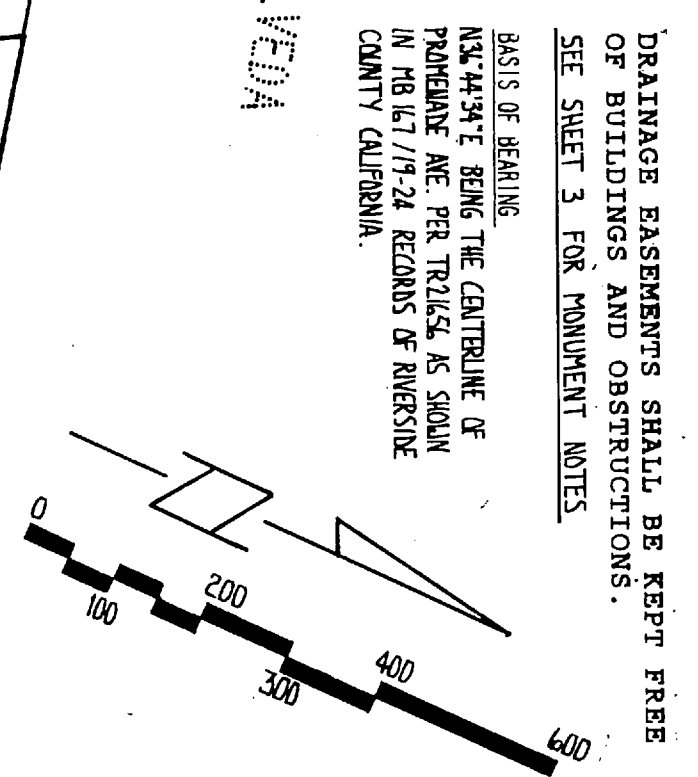 DRAINAGE EASEMENTS SHALL BE KEPT FREE
OF BUILDINGS AND OBSTRUCTIONS.
SEE SHEET 3 FOR MONUMENT NOTES
BASIS OF BEARING
N36°44'34"E BEING THE CENTERLINE OF
PROMENADE AVE. PER TR21656 AS SHOWN
IN MB 167/19-24 RECORDS OF RIVERSIDE
COUNTY CALIFORNIA.
N
0
100
200
300
400
600